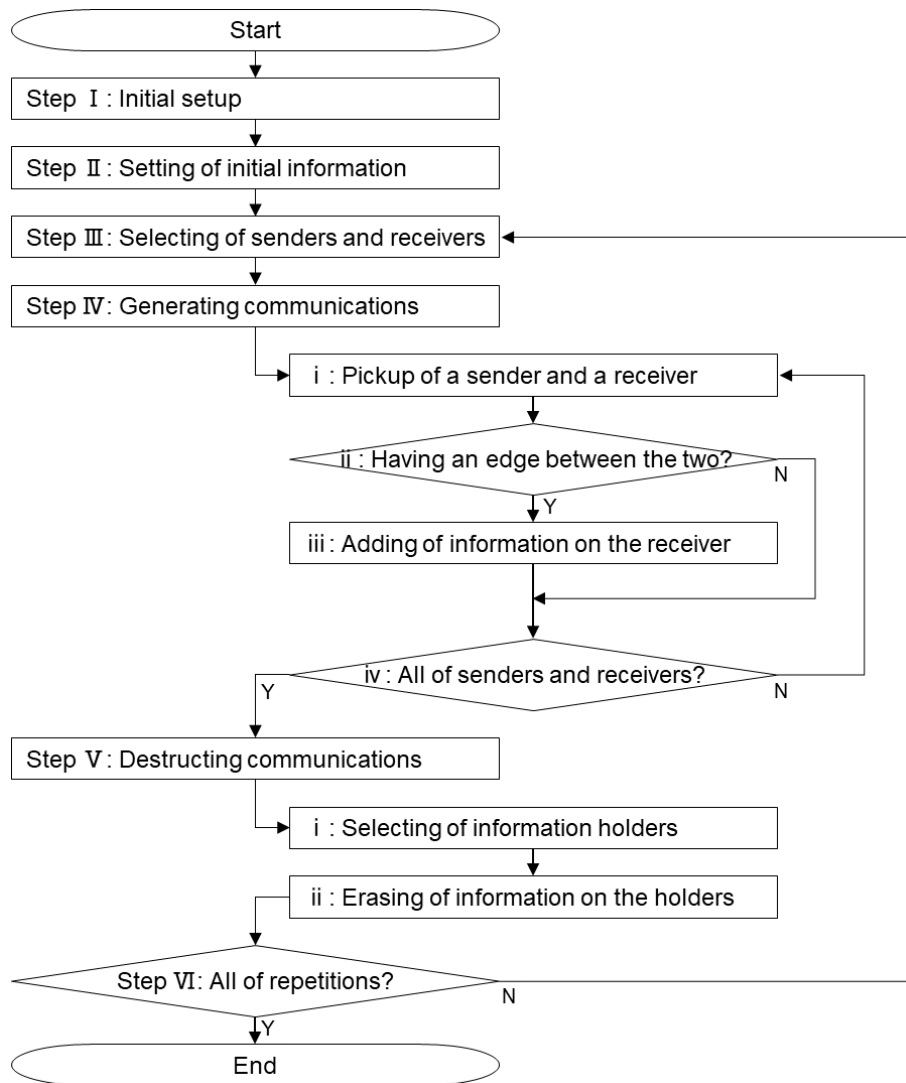 Start
Step Ⅰ: Initial setup
Step Ⅱ: Setting of initial information
Step Ⅲ: Selecting of senders and receivers
Step Ⅳ: Generating communications
ⅰ: Pickup of a sender and a receiver
ⅱ: Having an edge between the two?
N
Y
ⅲ: Adding of information on the receiver
ⅳ: All of senders and receivers?
Y
N
Step Ⅴ: Destructing communications
ⅰ: Selecting of information holders
ⅱ: Erasing of information on the holders
Step Ⅵ: All of repetitions?
N
Y
End